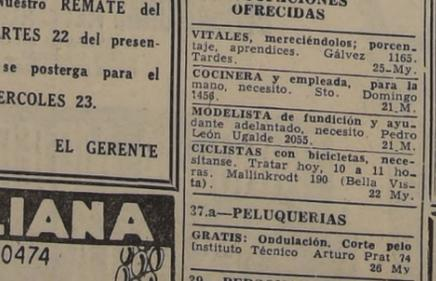 Nuestro REMATE del
MARTES 22 del presen-
se posterga para el
MIERCOLES 23.
EL GERENTE
LIANA
0474
OFRECIDAS
VITALES, mereciéndolos; porcen-
taje, aprendices. Gálvez 1165.
Tardes. 25-My.
COCINERA y empleada, para la
mano, necesito. Sto. Domingo
1456. 21_M.
MODELISTA de fundición y ayu-
dante adelantado, necesito. Pedro
León Ugalde 2055. 21_M.
CICLISTAS con bicicletas, nece-
sítanse. Tratar hoy, 10 a 11 ho-
ras. Mallinkrodt 190 (Bella Vis-
ta). 22 My.
37.a—PELUQUERIAS
GRATIS: Ondulación, Corte pelo
Instituto Técnico Arturo Prat 74
26 My